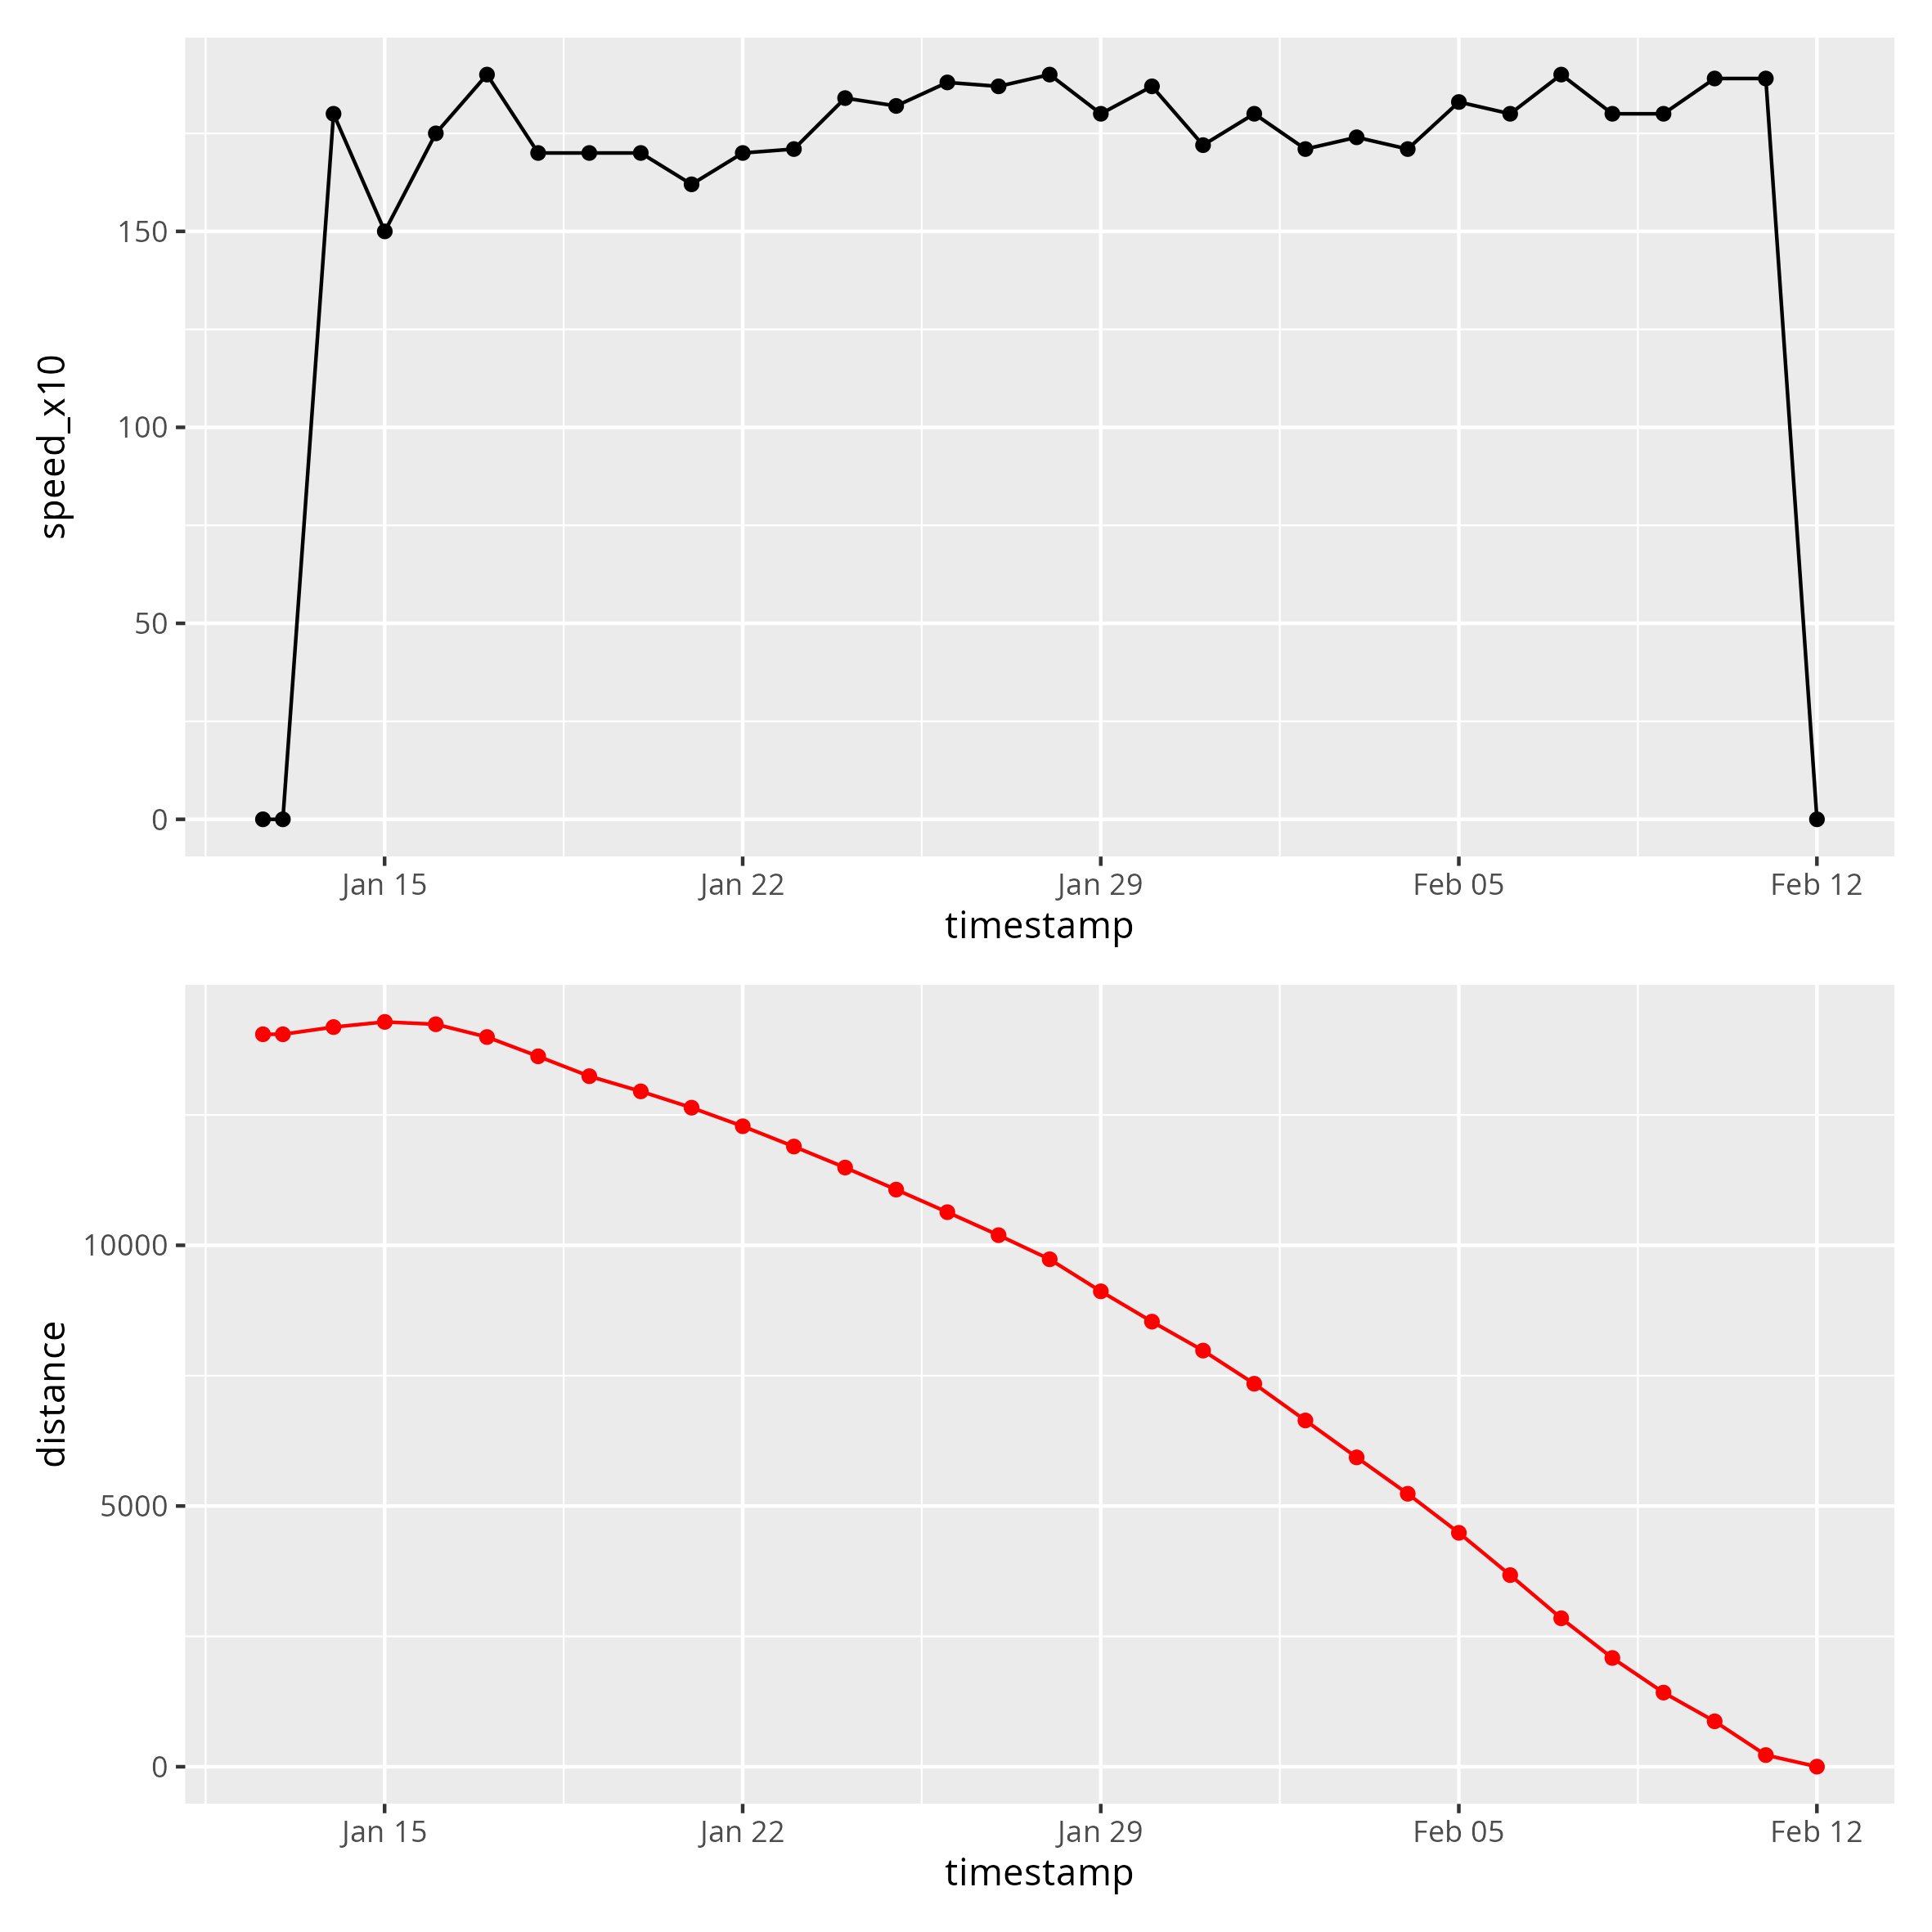 speed_x10
150
100
50
0
Jan 15 Jan 22 Jan 29 Feb 05 Feb 12
timestamp
distance
10000
5000
0
Jan 15 Jan 22 Jan 29 Feb 05 Feb 12
timestamp